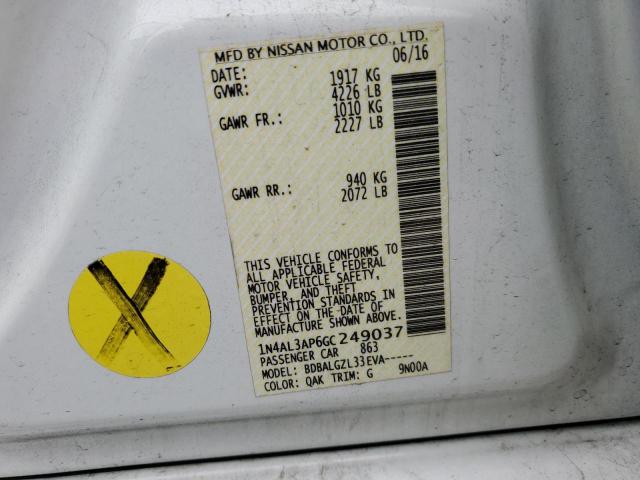 MFD BY NISSAN MOTOR CO., LTD.
DATE: 06/16
GVWR: 1917 KG
4226 LB
GAWR FR.: 1010 KG
2227 LB
GAWR RR.: 940 KG
2072 LB
THIS VEHICLE CONFORMS TO
ALL APPLICABLE FEDERAL
MOTOR VEHICLE SAFETY,
BUMPER, AND THEFT
PREVENTION STANDARDS IN
EFFECT ON THE DATE OF
MANUFACTURE SHOWN ABOVE.
1N4AL3AP6GC249037
PASSENGER CAR 863
MODEL: BDBALGZL33EVA-----
COLOR: QAK TRIM: G 9N00A